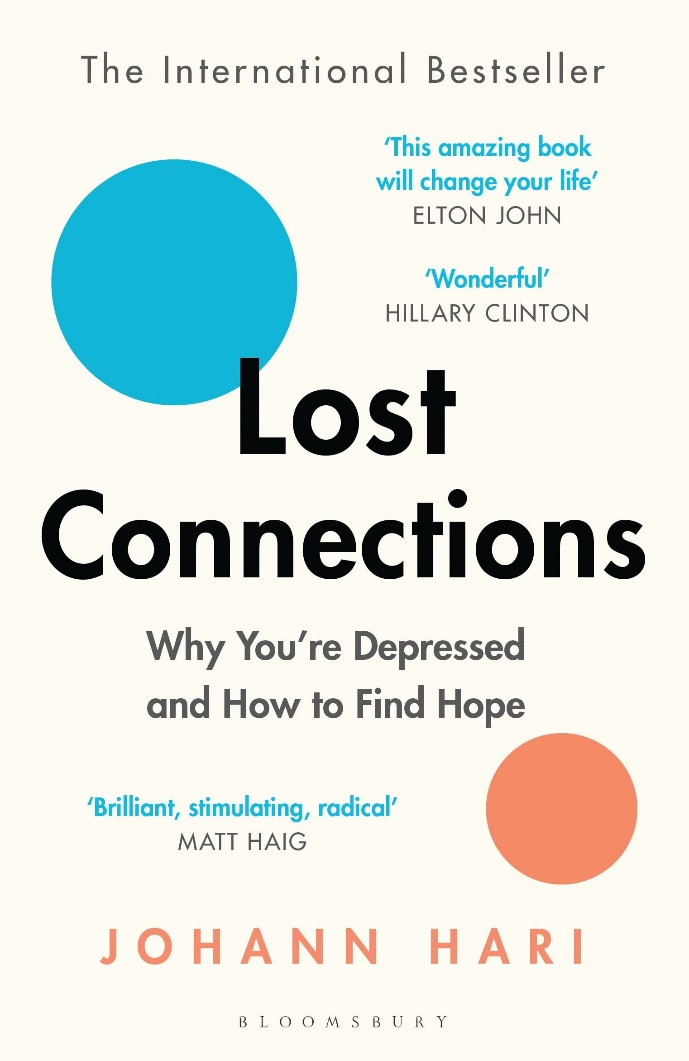 The International Bestseller
‘This amazing book
will change your life’
ELTON JOHN
‘Wonderful’
HILLARY CLINTON
Lost
Connections
Why You’re Depressed
and How to Find Hope
‘Brilliant, stimulating, radical’
MATT HAIG
JOHANN HARI
BLOOMSBURY